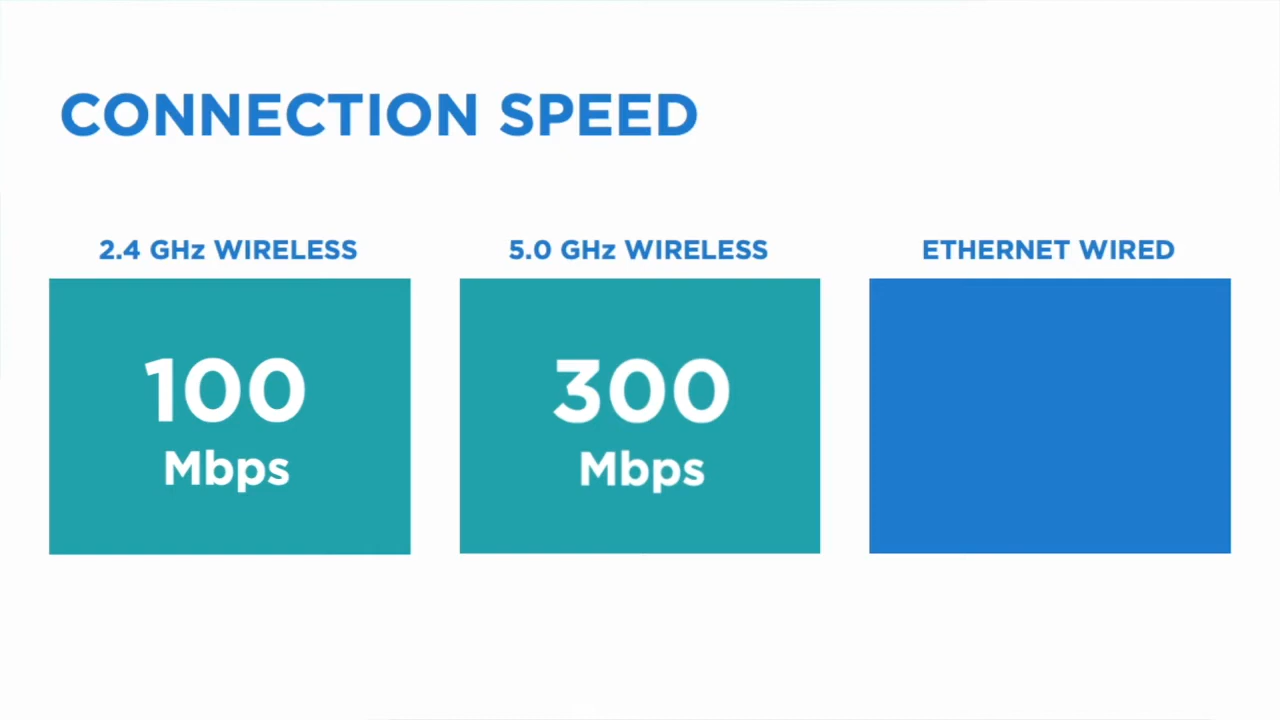 CONNECTION SPEED
2.4 GHz WIRELESS
100
Mbps
5.0 GHz WIRELESS
300
Mbps
ETHERNET WIRED